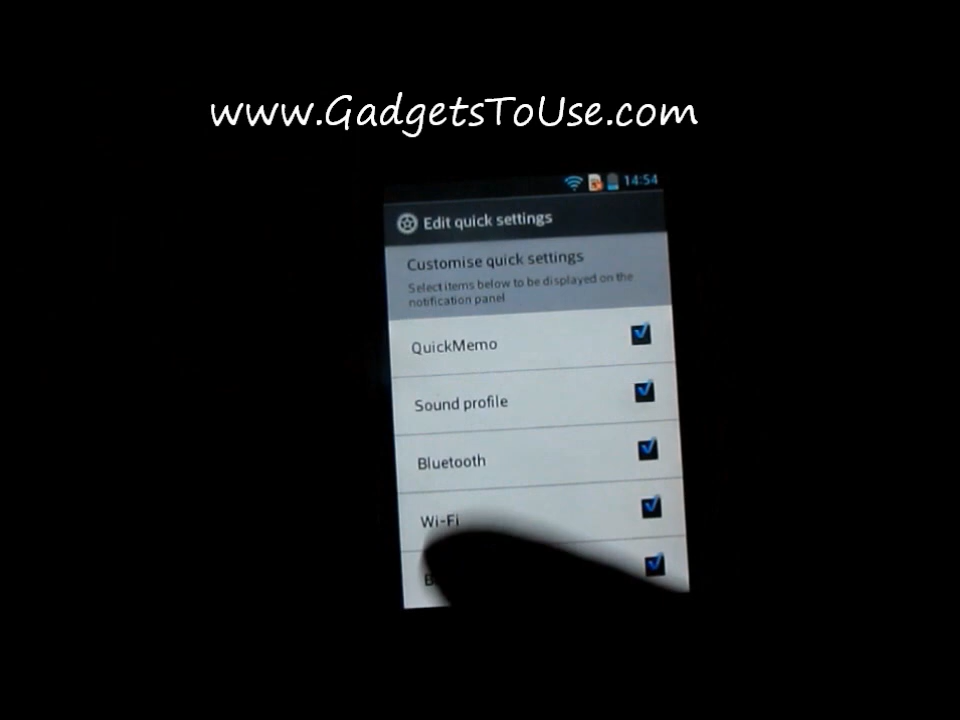 www.GadgetsToUse.com
14:54
Edit quick settings
Customise quick settings
Select items below to be displayed on the
notification panel
QuickMemo
Sound profile
Bluetooth
Wi-Fi